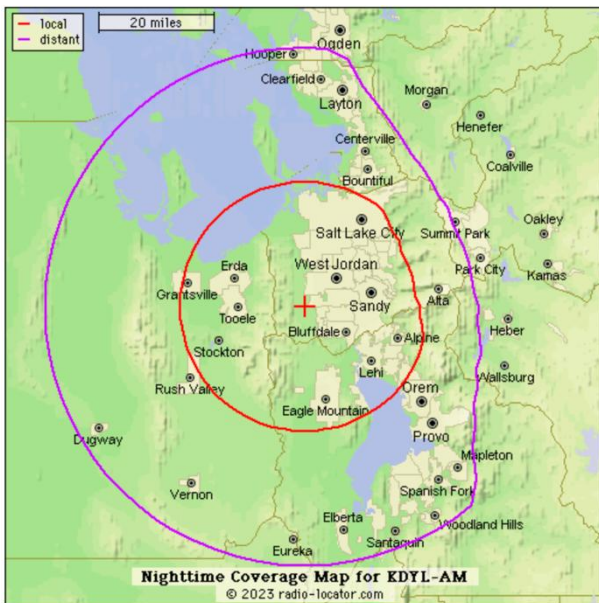 local
distant
20 miles
Ogden
Hooper
Clearfield
Layton
Morgan
Henefer
Centerville
Coalville
Bountiful
Salt Lake City
Summit Park
Oakley
Erda
West Jordan
Park City
Kamas
Grantsville
Sandy
Alta
Tooele
Bluffdale
Alpine
Heber
Stockton
Lehi
Wallsburg
Rush Valley
Eagle Mountain
Orem
Dugway
Provo
Mapleton
Vernon
Spanish Fork
Elberta
Woodland Hills
Santaquin
Eureka
Nighttime Coverage Map for KDYL-AM
© 2023 radio-locator.com